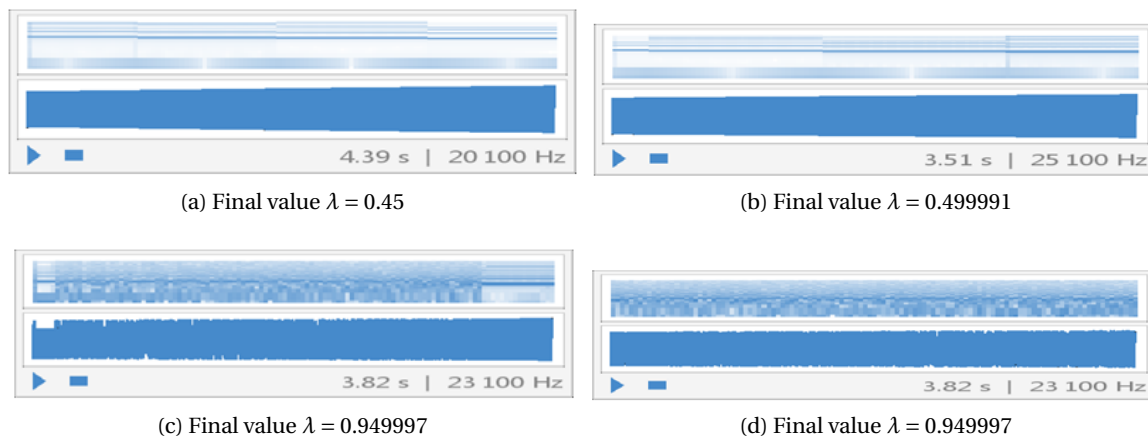 4.39 s | 20 100 Hz
(a) Final value λ = 0.45
3.51 s | 25 100 Hz
(b) Final value λ = 0.499991
3.82 s | 23 100 Hz
(c) Final value λ = 0.949997
3.82 s | 23 100 Hz
(d) Final value λ = 0.949997